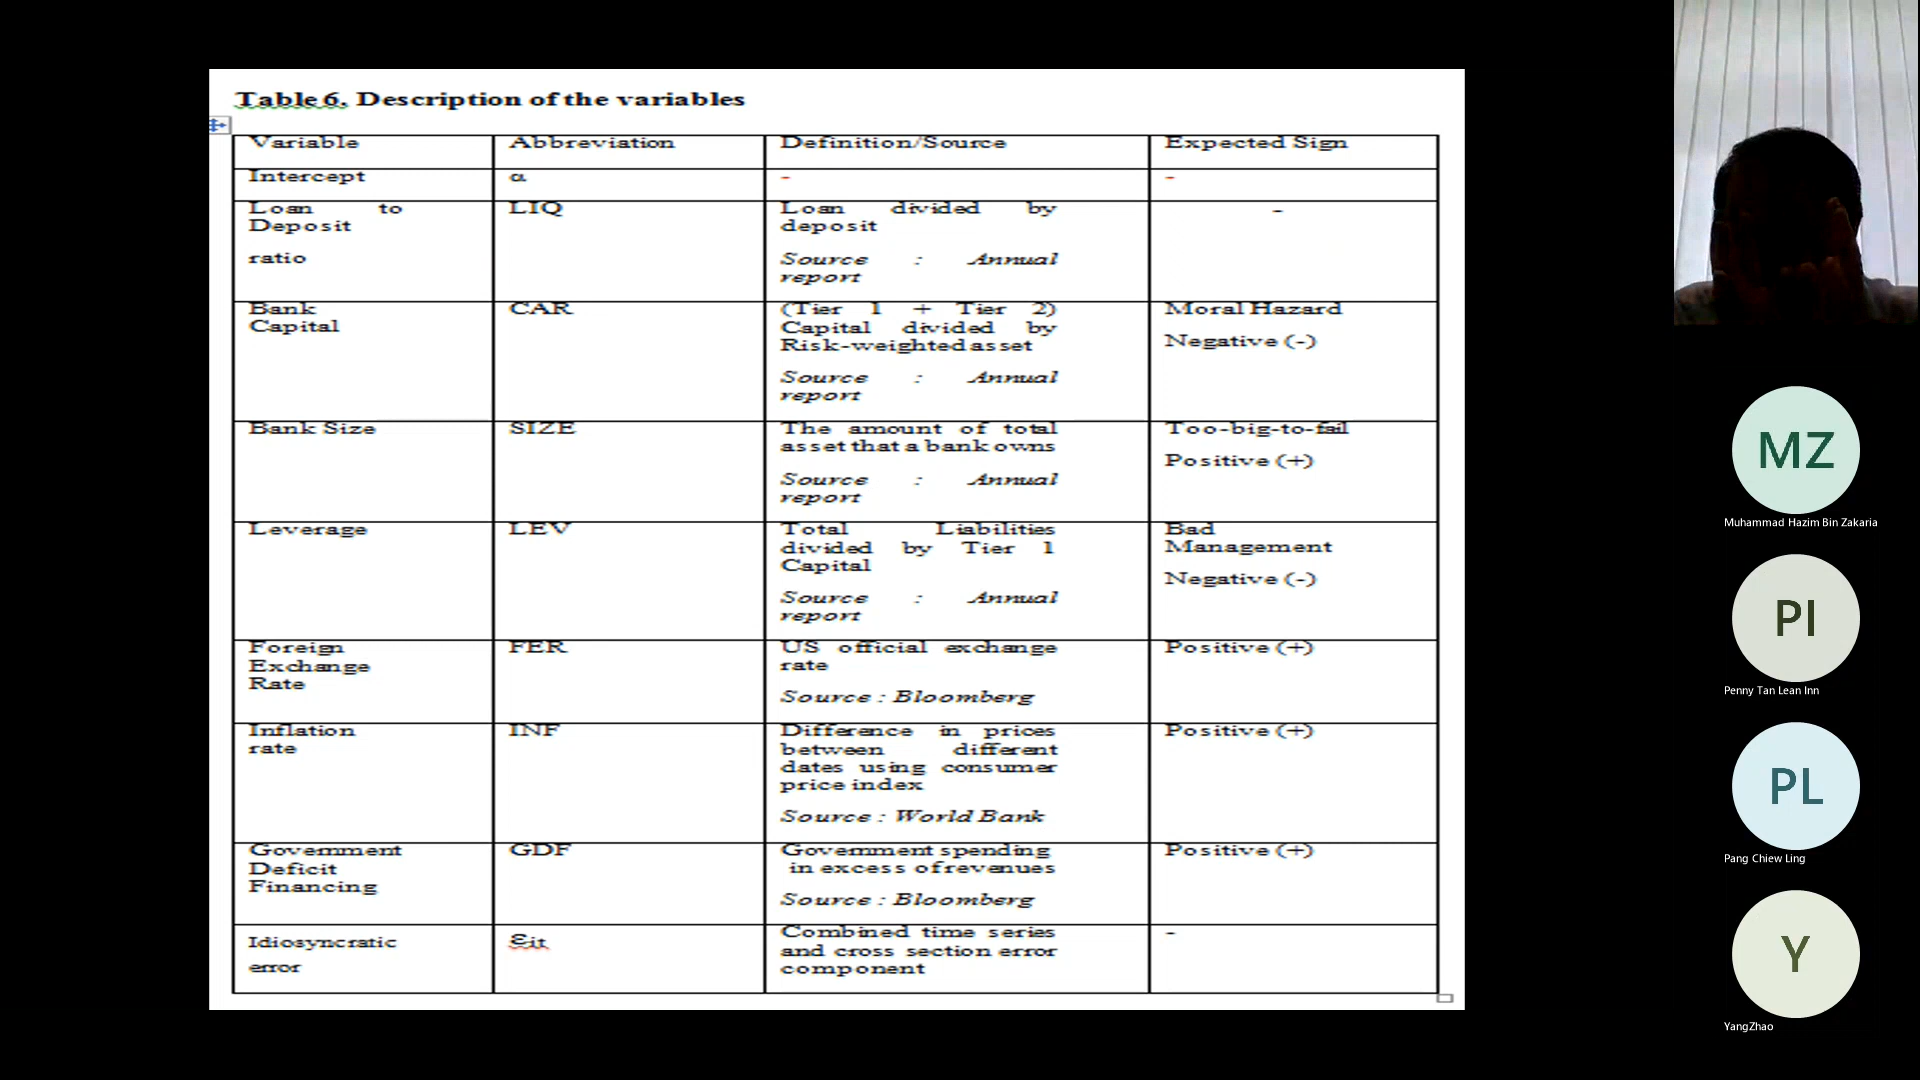 Table 6. Description of the variables
Variable Abbreviation Definition/Source Expected Sign
Intercept α - -
Loan to
Deposit
ratio
LIQ
Loan divided by
deposit
Source : Annual
report
-
Bank
Capital
CAR
(Tier 1 + Tier 2)
Capital divided by
Risk-weighted asset
Source : Annual
report
Moral Hazard
Negative (-)
Bank Size
SIZE
The amount of total
asset that a bank owns
Source : Annual
report
Too-big-to-fail
Positive (+)
Leverage
LEV
Total Liabilities
divided by Tier 1
Capital
Source : Annual
report
Bad
Management
Negative (-)
Foreign
Exchange
Rate
FER
US official exchange
rate
Source : Bloomberg
Positive (+)
Inflation
rate
INF
Difference in prices
between different
dates using consumer
price index
Source : World Bank
Positive (+)
Government
Deficit
Financing
GDF
Government spending
in excess of revenues
Source : Bloomberg
Positive (+)
Idiosyncratic
error
εit
Combined time series
and cross section error
component
-
MZ
Muhammad Hazim Bin Zakaria
PI
Penny Tan Lean Inn
PL
Pang Chiew Ling
Y
YangZhao